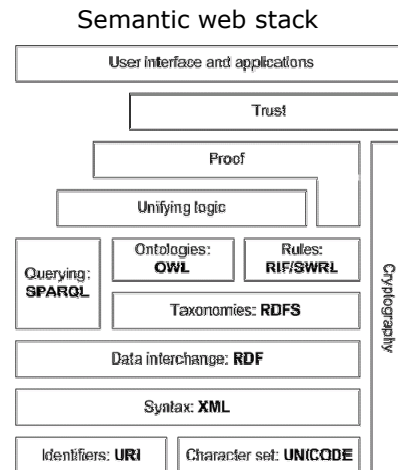 Semantic web stack
User interface and applications
Trust
Proof
Unifying logic
Querying:
SPARQL
Ontologies:
OWL
Rules:
RIF/SWRL
Taxonomies: RDFS
Cryptography
Data interchange: RDF
Syntax: XML
Identifiers: URI
Character set: UNICODE